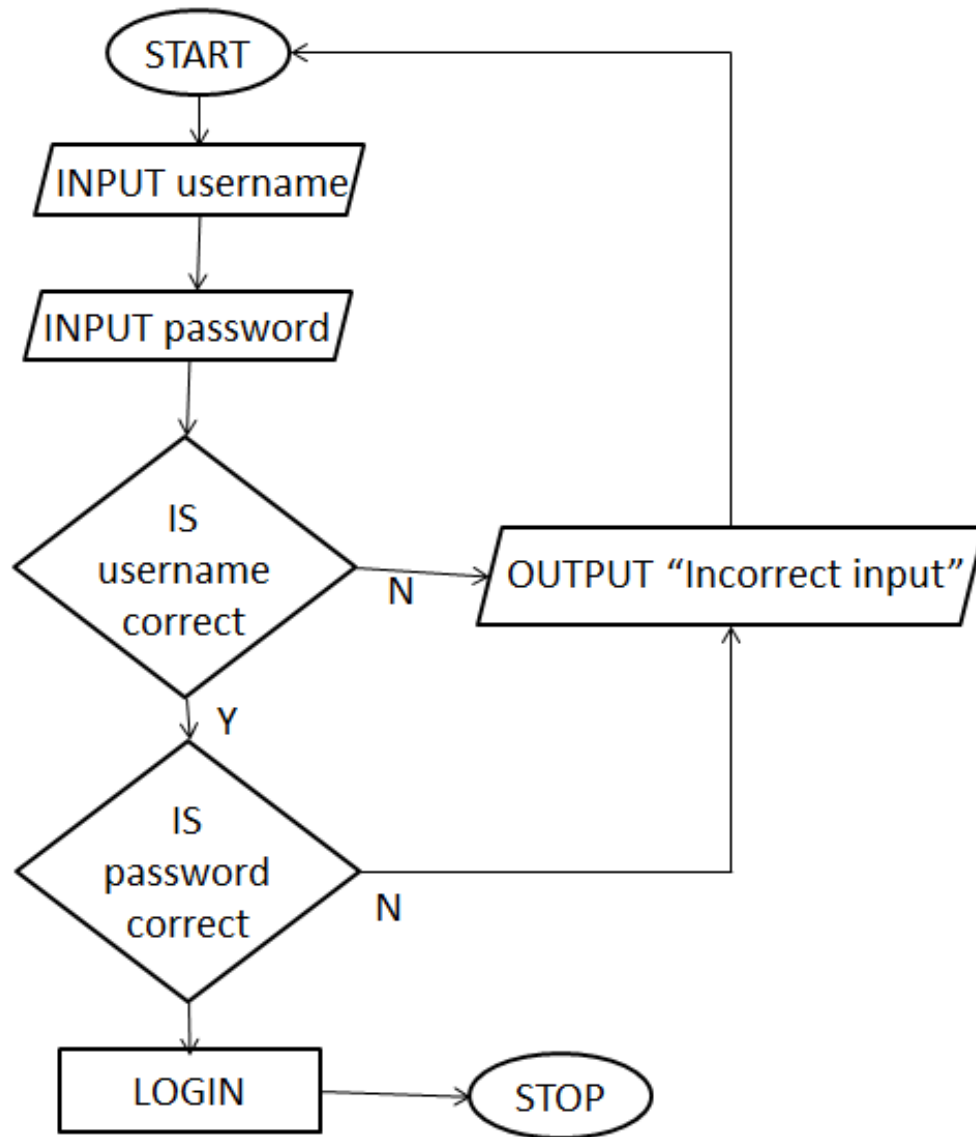 START
INPUT username
INPUT password
IS
username
correct
N
OUTPUT “Incorrect input”
Y
IS
password
correct
N
LOGIN
STOP